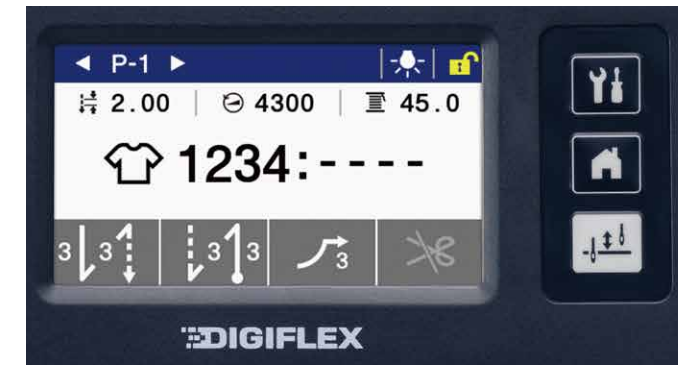 ◄ P-1 ►
2.00 | 4300 | 45.0
1234:----
3 3 3 3 3
DIGIFLEX